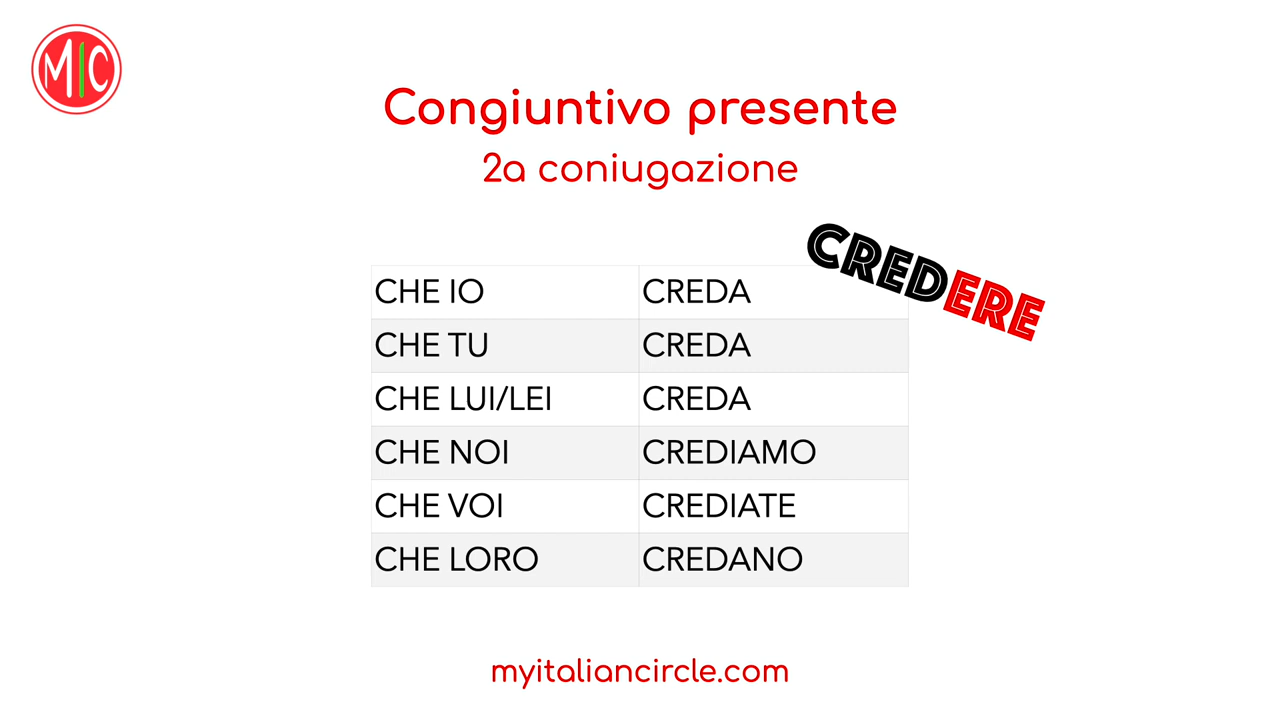 MIC
Congiuntivo presente
2a coniugazione
CREDERE
CHE IO CREDA
CHE TU CREDA
CHE LUI/LEI CREDA
CHE NOI CREDIAMO
CHE VOI CREDIATE
CHE LORO CREDANO
myitaliancircle.com